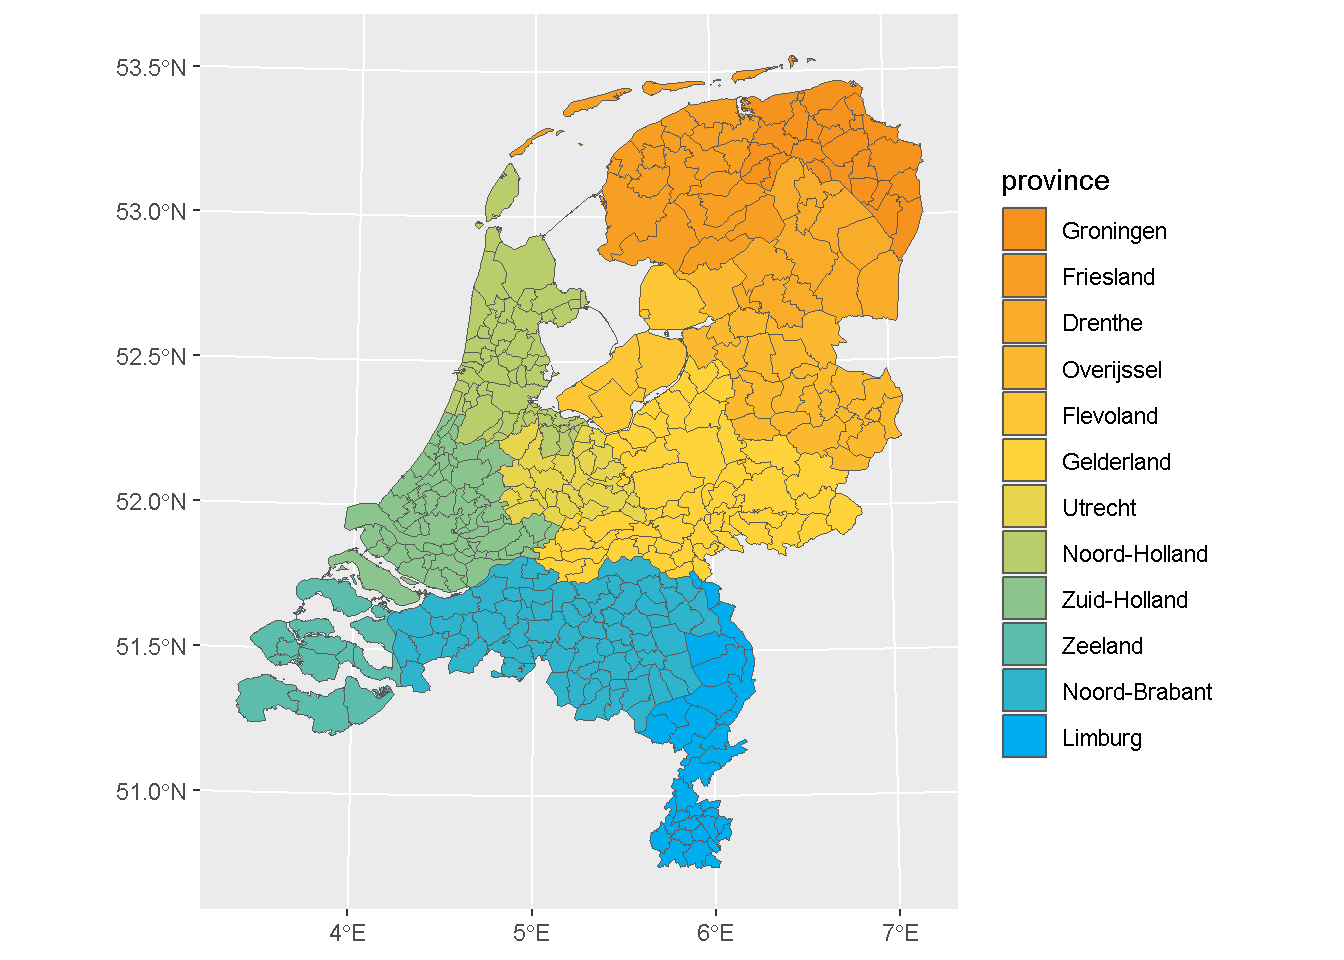 53.5°N
53.0°N
52.5°N
52.0°N
51.5°N
51.0°N
4°E
5°E
6°E
7°E
province
Groningen
Friesland
Drenthe
Overijssel
Flevoland
Gelderland
Utrecht
Noord-Holland
Zuid-Holland
Zeeland
Noord-Brabant
Limburg